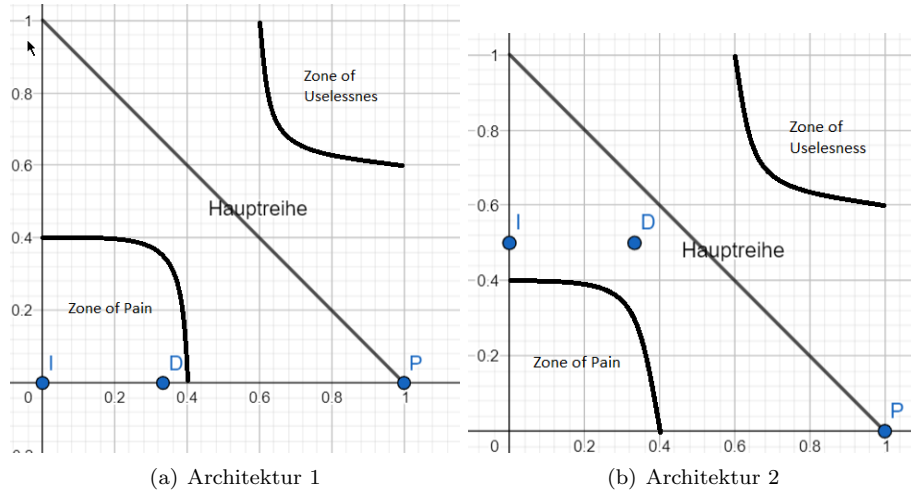 1
Zone of
Uselessnes
0.8
0.6
Hauptreihe
0.4
Zone of Pain
0.2
I
D
P
0
0.2
0.4
0.6
0.8
1
(a) Architektur 1
1
Zone of
Uselesness
0.8
0.6
I
D
Hauptreihe
0.4
Zone of Pain
0.2
P
0
0.2
0.4
0.6
0.8
1
(b) Architektur 2